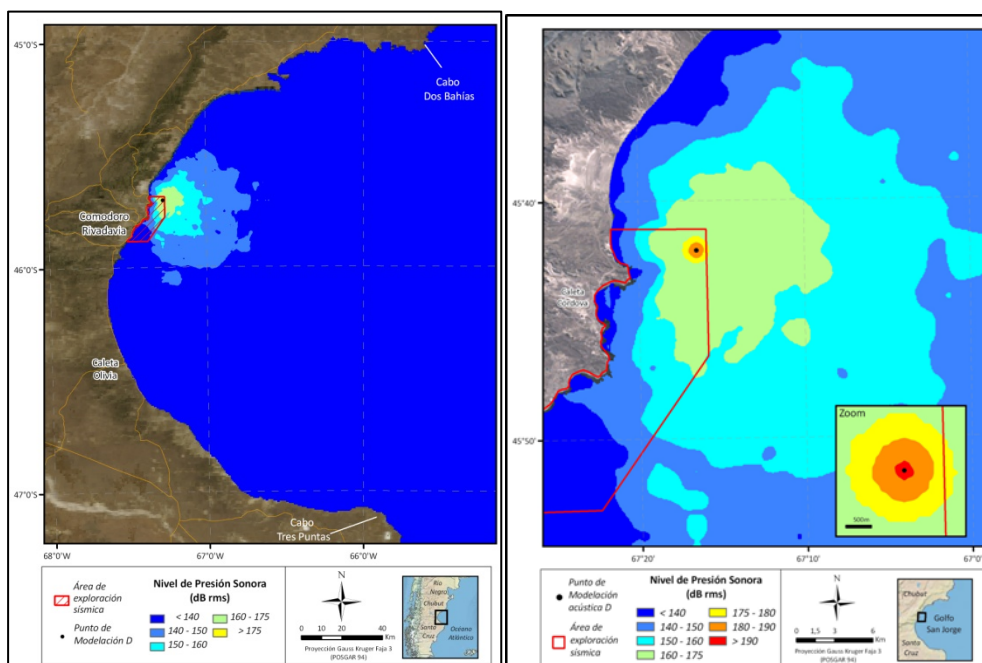 45°0'S
Cabo
Dos Bahías
Comodoro
Rivadavia
46°0'S
Caleta
Olivia
47°0'S
Cabo
Tres Puntas
68°0'W
67°0'W
66°0'W
Área de
exploración
sísmica
Punto de
Modelación D
Nivel de Presión Sonora
(dB rms)
< 140
140 - 150
150 - 160
160 - 175
> 175
N
0 10 20 40
Km
Proyección Gauss Kruger Faja 3
(POSGAR 94)
Río
Negro
Chubut
Santa
Cruz
Océano
Atlántico
45°40'
Caleta
Córdova
45°50'
Zoom
500m
67°20'
67°10'
67°0'
Punto de
Modelación
acústica D
Área de
exploración
sísmica
Nivel de Presión Sonora
(dB rms)
< 140
140 - 150
150 - 160
160 - 175
175 - 180
180 - 190
> 190
N
0 1,5 3 6
Km
Proyección Gauss Kruger Faja 3
(POSGAR 94)
Chubut
Golfo
San Jorge
Santa
Cruz